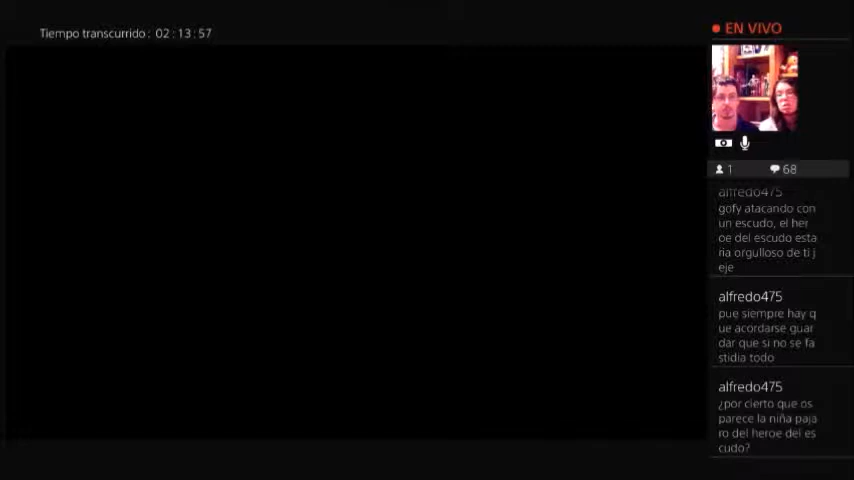 Tiempo transcurrido : 02 : 13 : 57
EN VIVO
1 68
alfredo475
gofy atacando con
un escudo, el her
oe del escudo esta
ria orgulloso de ti j
eje
alfredo475
pue siempre hay q
ue acordarse guar
dar que si no se fa
stidia todo
alfredo475
¿por cierto que os
parece la niña paja
ro del heroe del es
cudo?